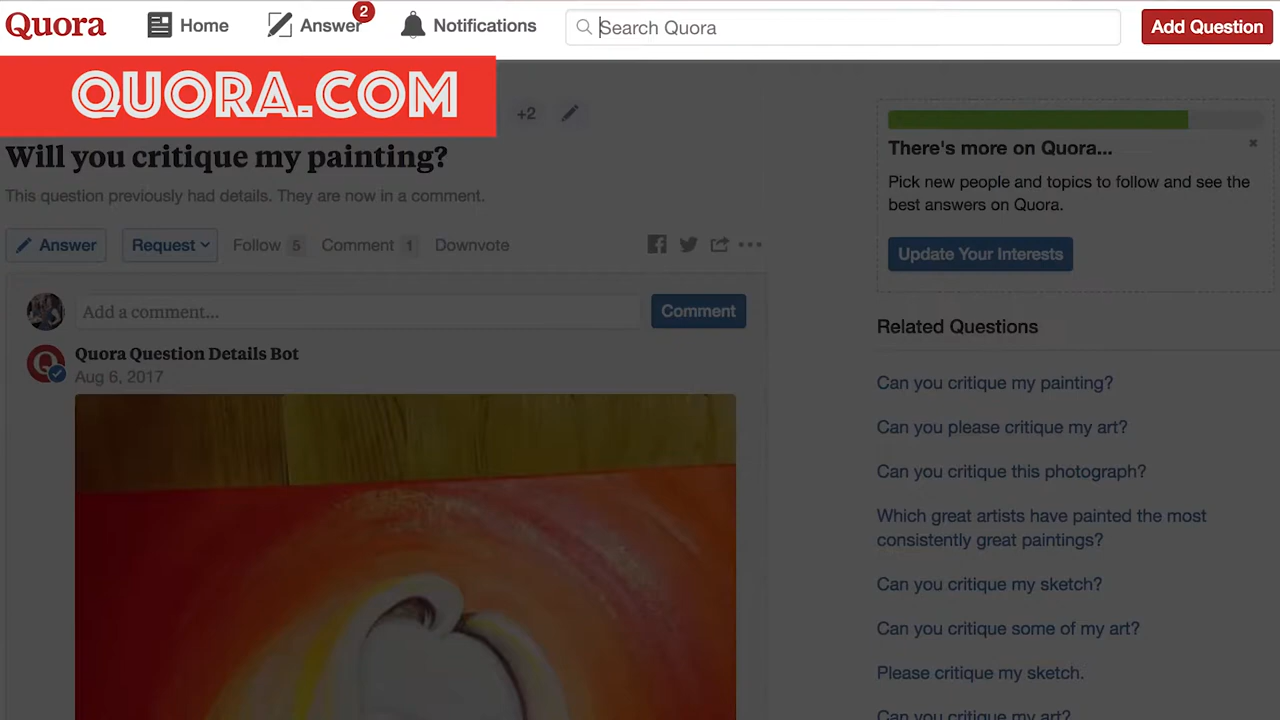 Quora Home Answer 2 Notifications Search Quora Add Question
QUORA.COM
+2
Will you critique my painting?
This question previously had details. They are now in a comment.
Answer Request Follow 5 Comment 1 Downvote
Add a comment... Comment
Quora Question Details Bot
Aug 6, 2017
There's more on Quora...
Pick new people and topics to follow and see the
best answers on Quora.
Update Your Interests
Related Questions
Can you critique my painting?
Can you please critique my art?
Can you critique this photograph?
Which great artists have painted the most
consistently great paintings?
Can you critique my sketch?
Can you critique some of my art?
Please critique my sketch.
Can you critique my art?